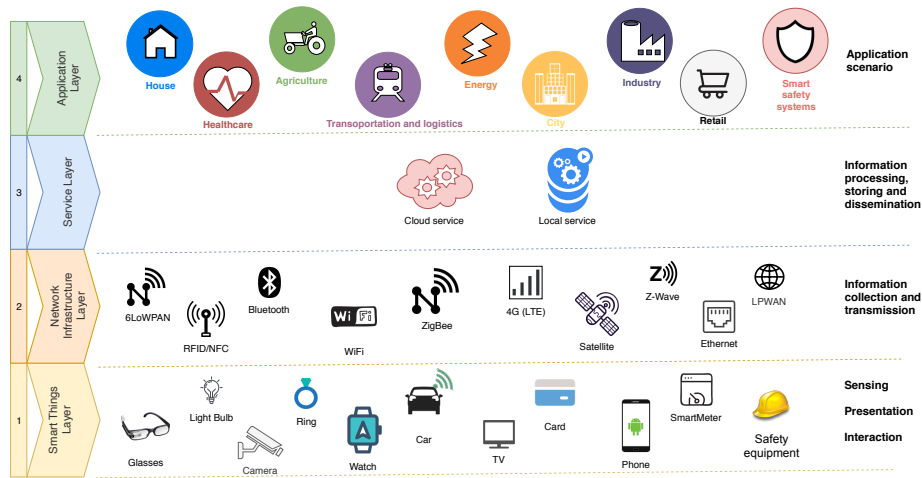 4
Application
Layer
House
Healthcare
Agriculture
Transoportation and logistics
Energy
City
Industry
Retail
Smart
safety
systems
Application
scenario
3
Service Layer
Cloud service
Local service
Information
processing,
storing and
dissemination
2
Network
Infrastructure
Layer
6LoWPAN
RFID/NFC
Bluetooth
Wi Fi
WiFi
ZigBee
4G (LTE)
Satellite
Z
Z-Wave
Ethernet
LPWAN
Information
collection and
transmission
1
Smart Things
Layer
Glasses
Light Bulb
Camera
Ring
Watch
Car
TV
Card
Phone
SmartMeter
Safety
equipment
Sensing
Presentation
Interaction